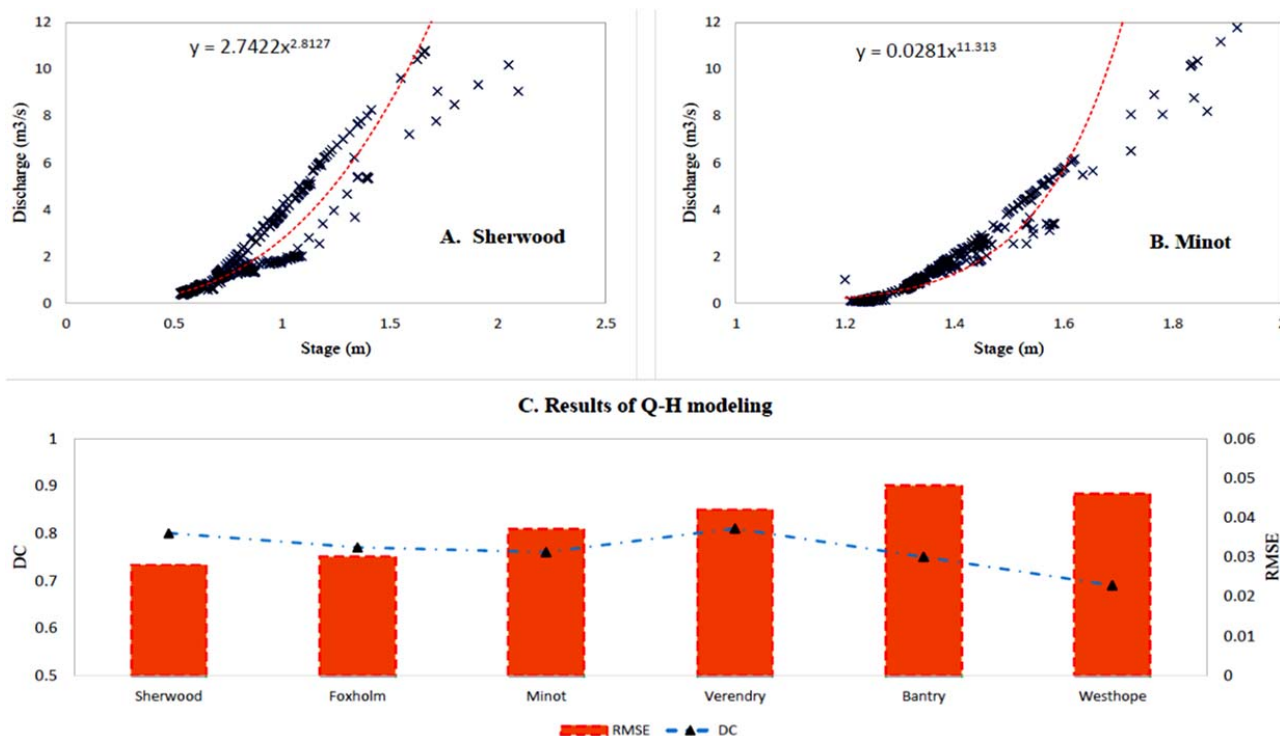 12
10
8
6
4
2
0
Discharge (m3/s)
y = 2.7422x^2.8127
A. Sherwood
0 0.5 1 1.5 2 2.5
Stage (m)
12
10
8
6
4
2
0
Discharge (m3/s)
y = 0.0281x^11.313
B. Minot
1 1.2 1.4 1.6 1.8 2
Stage (m)
C. Results of Q-H modeling
1
0.9
0.8
0.7
0.6
0.5
DC
0.06
0.05
0.04
0.03
0.02
0.01
0
RMSE
Sherwood Foxholm Minot Verendry Bantry Westhope
RMSE DC